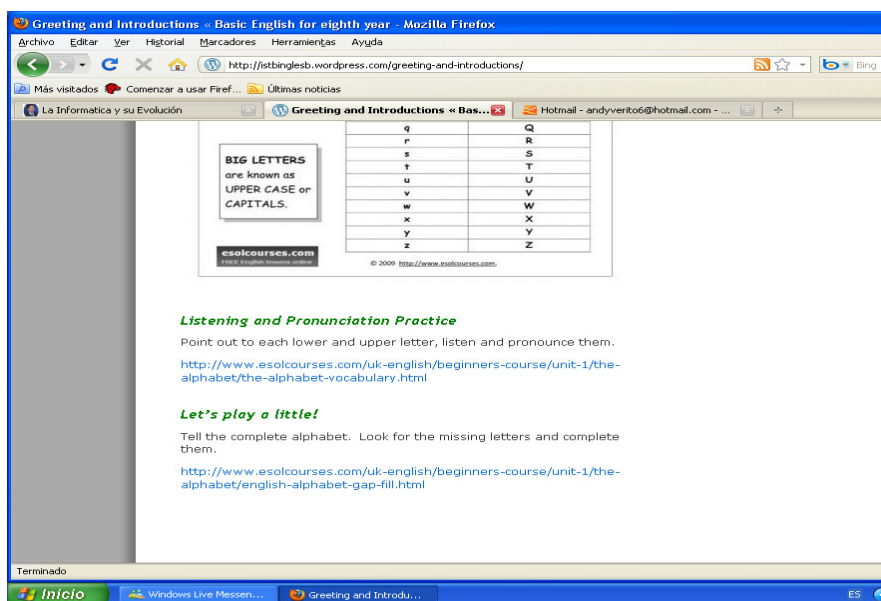 Greeting and Introductions « Basic English for eighth year - Mozilla Firefox
Archivo Editar Ver Historial Marcadores Herramientas Ayuda
http://istbinglesb.wordpress.com/greeting-and-introductions/
Bing
Más visitados Comenzar a usar Firef... Últimas noticias
La Informatica y su Evolución
Greeting and Introductions « Bas...
Hotmail - andyverito6@hotmail.com - ...
q Q
r R
s S
t T
u U
v V
w W
x X
y Y
z Z
BIG LETTERS
are known as
UPPER CASE or
CAPITALS.
esolcourses.com
FREE English lessons online
© 2009 http://www.esolcourses.com.
Listening and Pronunciation Practice
Point out to each lower and upper letter, listen and pronounce them.
http://www.esolcourses.com/uk-english/beginners-course/unit-1/the-
alphabet/the-alphabet-vocabulary.html
Let's play a little!
Tell the complete alphabet. Look for the missing letters and complete
them.
http://www.esolcourses.com/uk-english/beginners-course/unit-1/the-
alphabet/english-alphabet-gap-fill.html
Terminado
Inicio
Windows Live Messen...
Greeting and Introdu...
ES